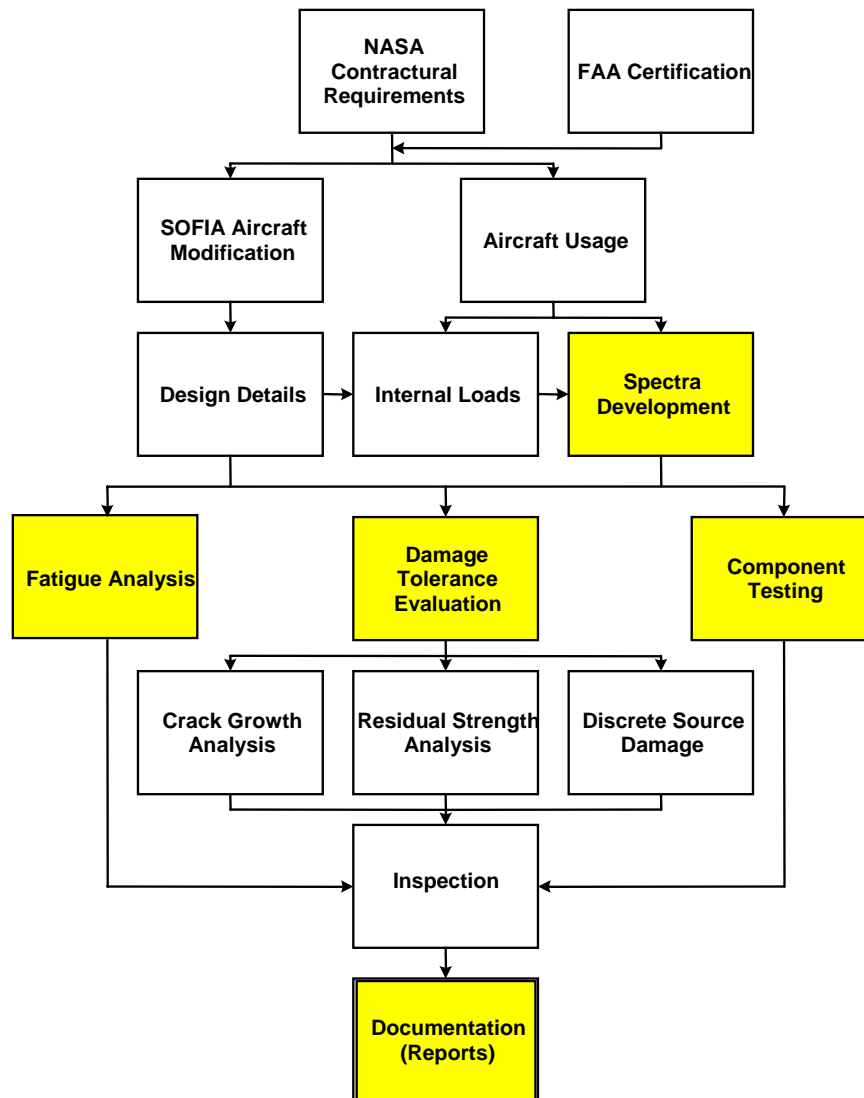 NASA
Contractural
Requirements
FAA Certification
SOFIA Aircraft
Modification
Aircraft Usage
Design Details
Internal Loads
Spectra
Development
Fatigue Analysis
Damage
Tolerance
Evaluation
Component
Testing
Crack Growth
Analysis
Residual Strength
Analysis
Discrete Source
Damage
Inspection
Documentation
(Reports)